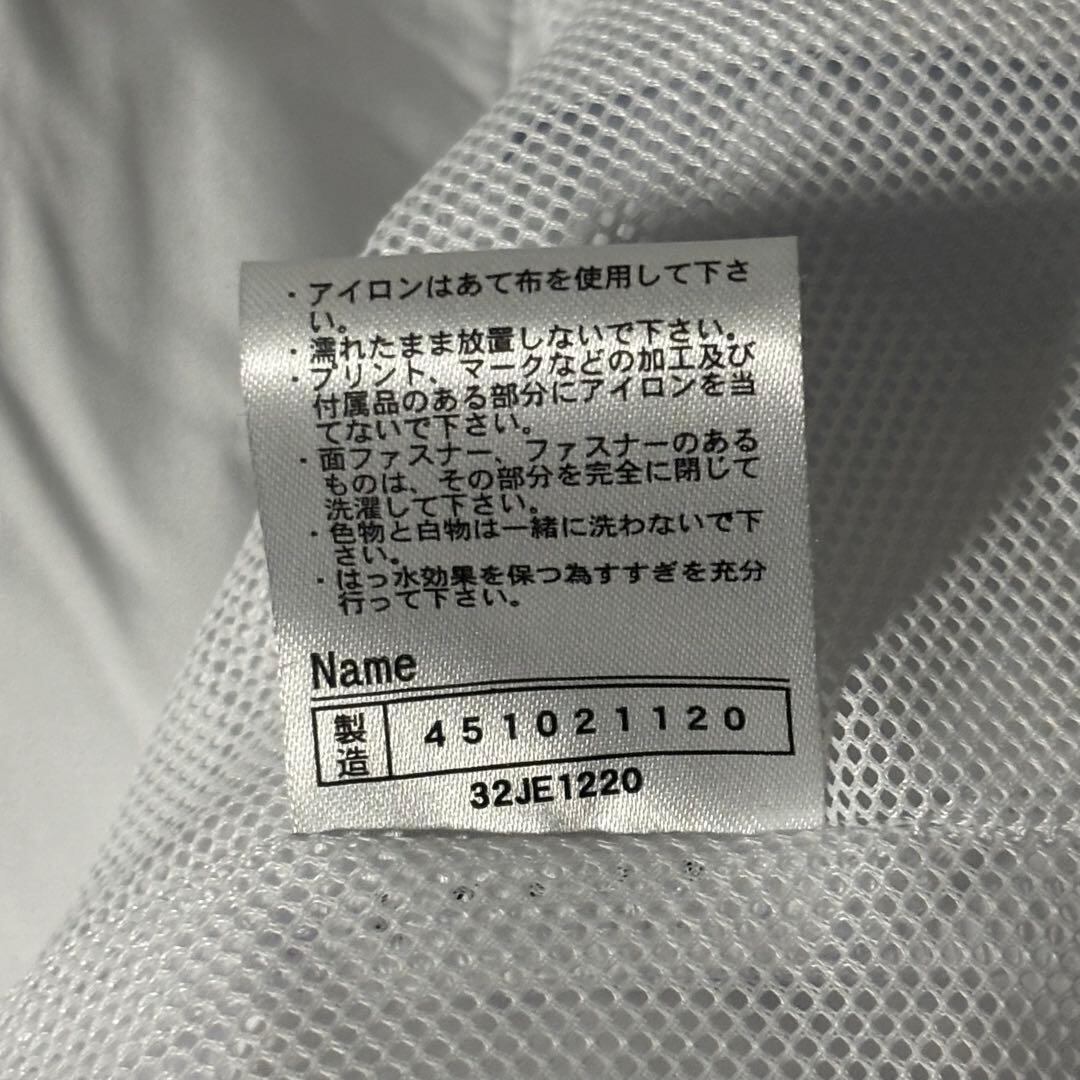 ・アイロンはあて布を使用して下さ
い。
・濡れたまま放置しないで下さい。
・プリント、マークなどの加工及び
付属品のある部分にアイロンを当
てないで下さい。
・面ファスナー、ファスナーのある
ものは、その部分を完全に閉じて
洗濯して下さい。
・色物と白物は一緒に洗わないで下
さい。
・はっ水効果を保つ為すすぎを充分
行って下さい。
Name
製造 451021120
32JE1220